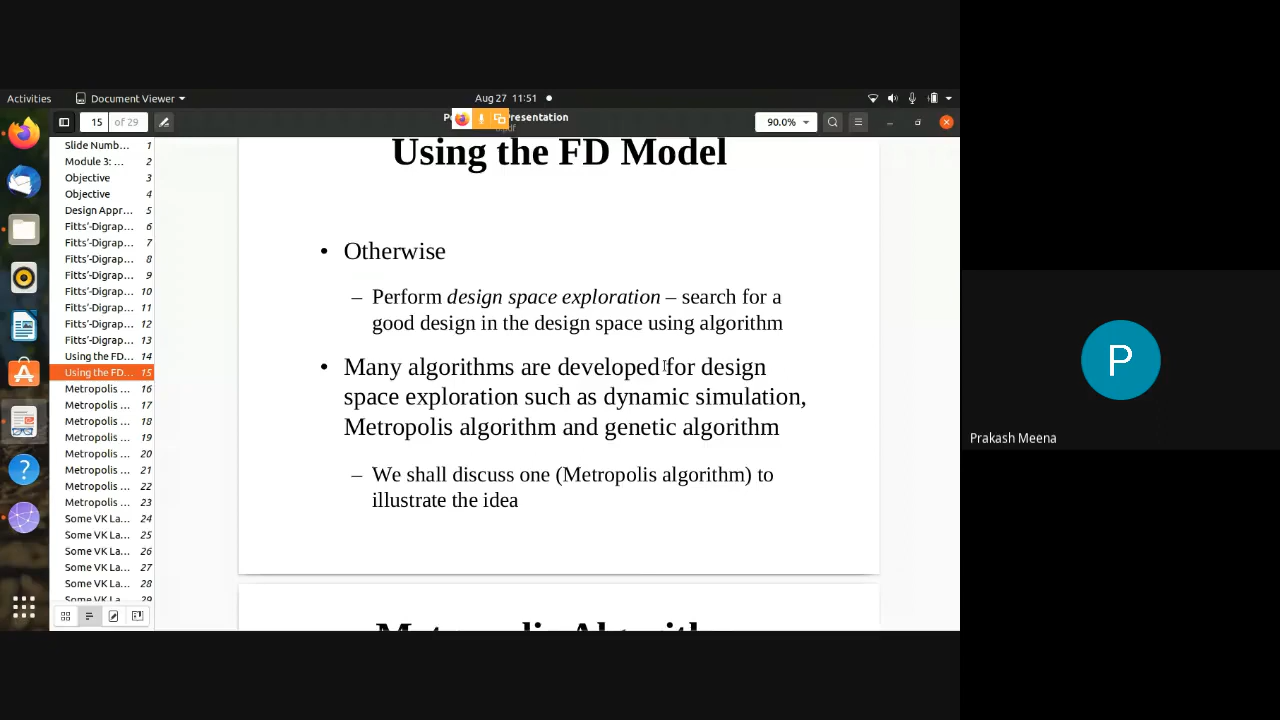 Activities
Document Viewer
Aug 27 11:51
15
of 29
Presentation
90.0%
Slide Numb... 1
Module 3: ... 2
Objective 3
Objective 4
Design Appr... 5
Fitts'-Digrap... 6
Fitts'-Digrap... 7
Fitts'-Digrap... 8
Fitts'-Digrap... 9
Fitts'-Digrap... 10
Fitts'-Digrap... 11
Fitts'-Digrap... 12
Fitts'-Digrap... 13
Using the FD... 14
Using the FD... 15
Metropolis ... 16
Metropolis ... 17
Metropolis ... 18
Metropolis ... 19
Metropolis ... 20
Metropolis ... 21
Metropolis ... 22
Metropolis ... 23
Some VK La... 24
Some VK La... 25
Some VK La... 26
Some VK La... 27
Some VK La... 28
Some VK La... 29
Using the FD Model
• Otherwise
– Perform design space exploration – search for a
good design in the design space using algorithm
• Many algorithms are developed for design
space exploration such as dynamic simulation,
Metropolis algorithm and genetic algorithm
– We shall discuss one (Metropolis algorithm) to
illustrate the idea
Metropolis Algorithm
P
Prakash Meena